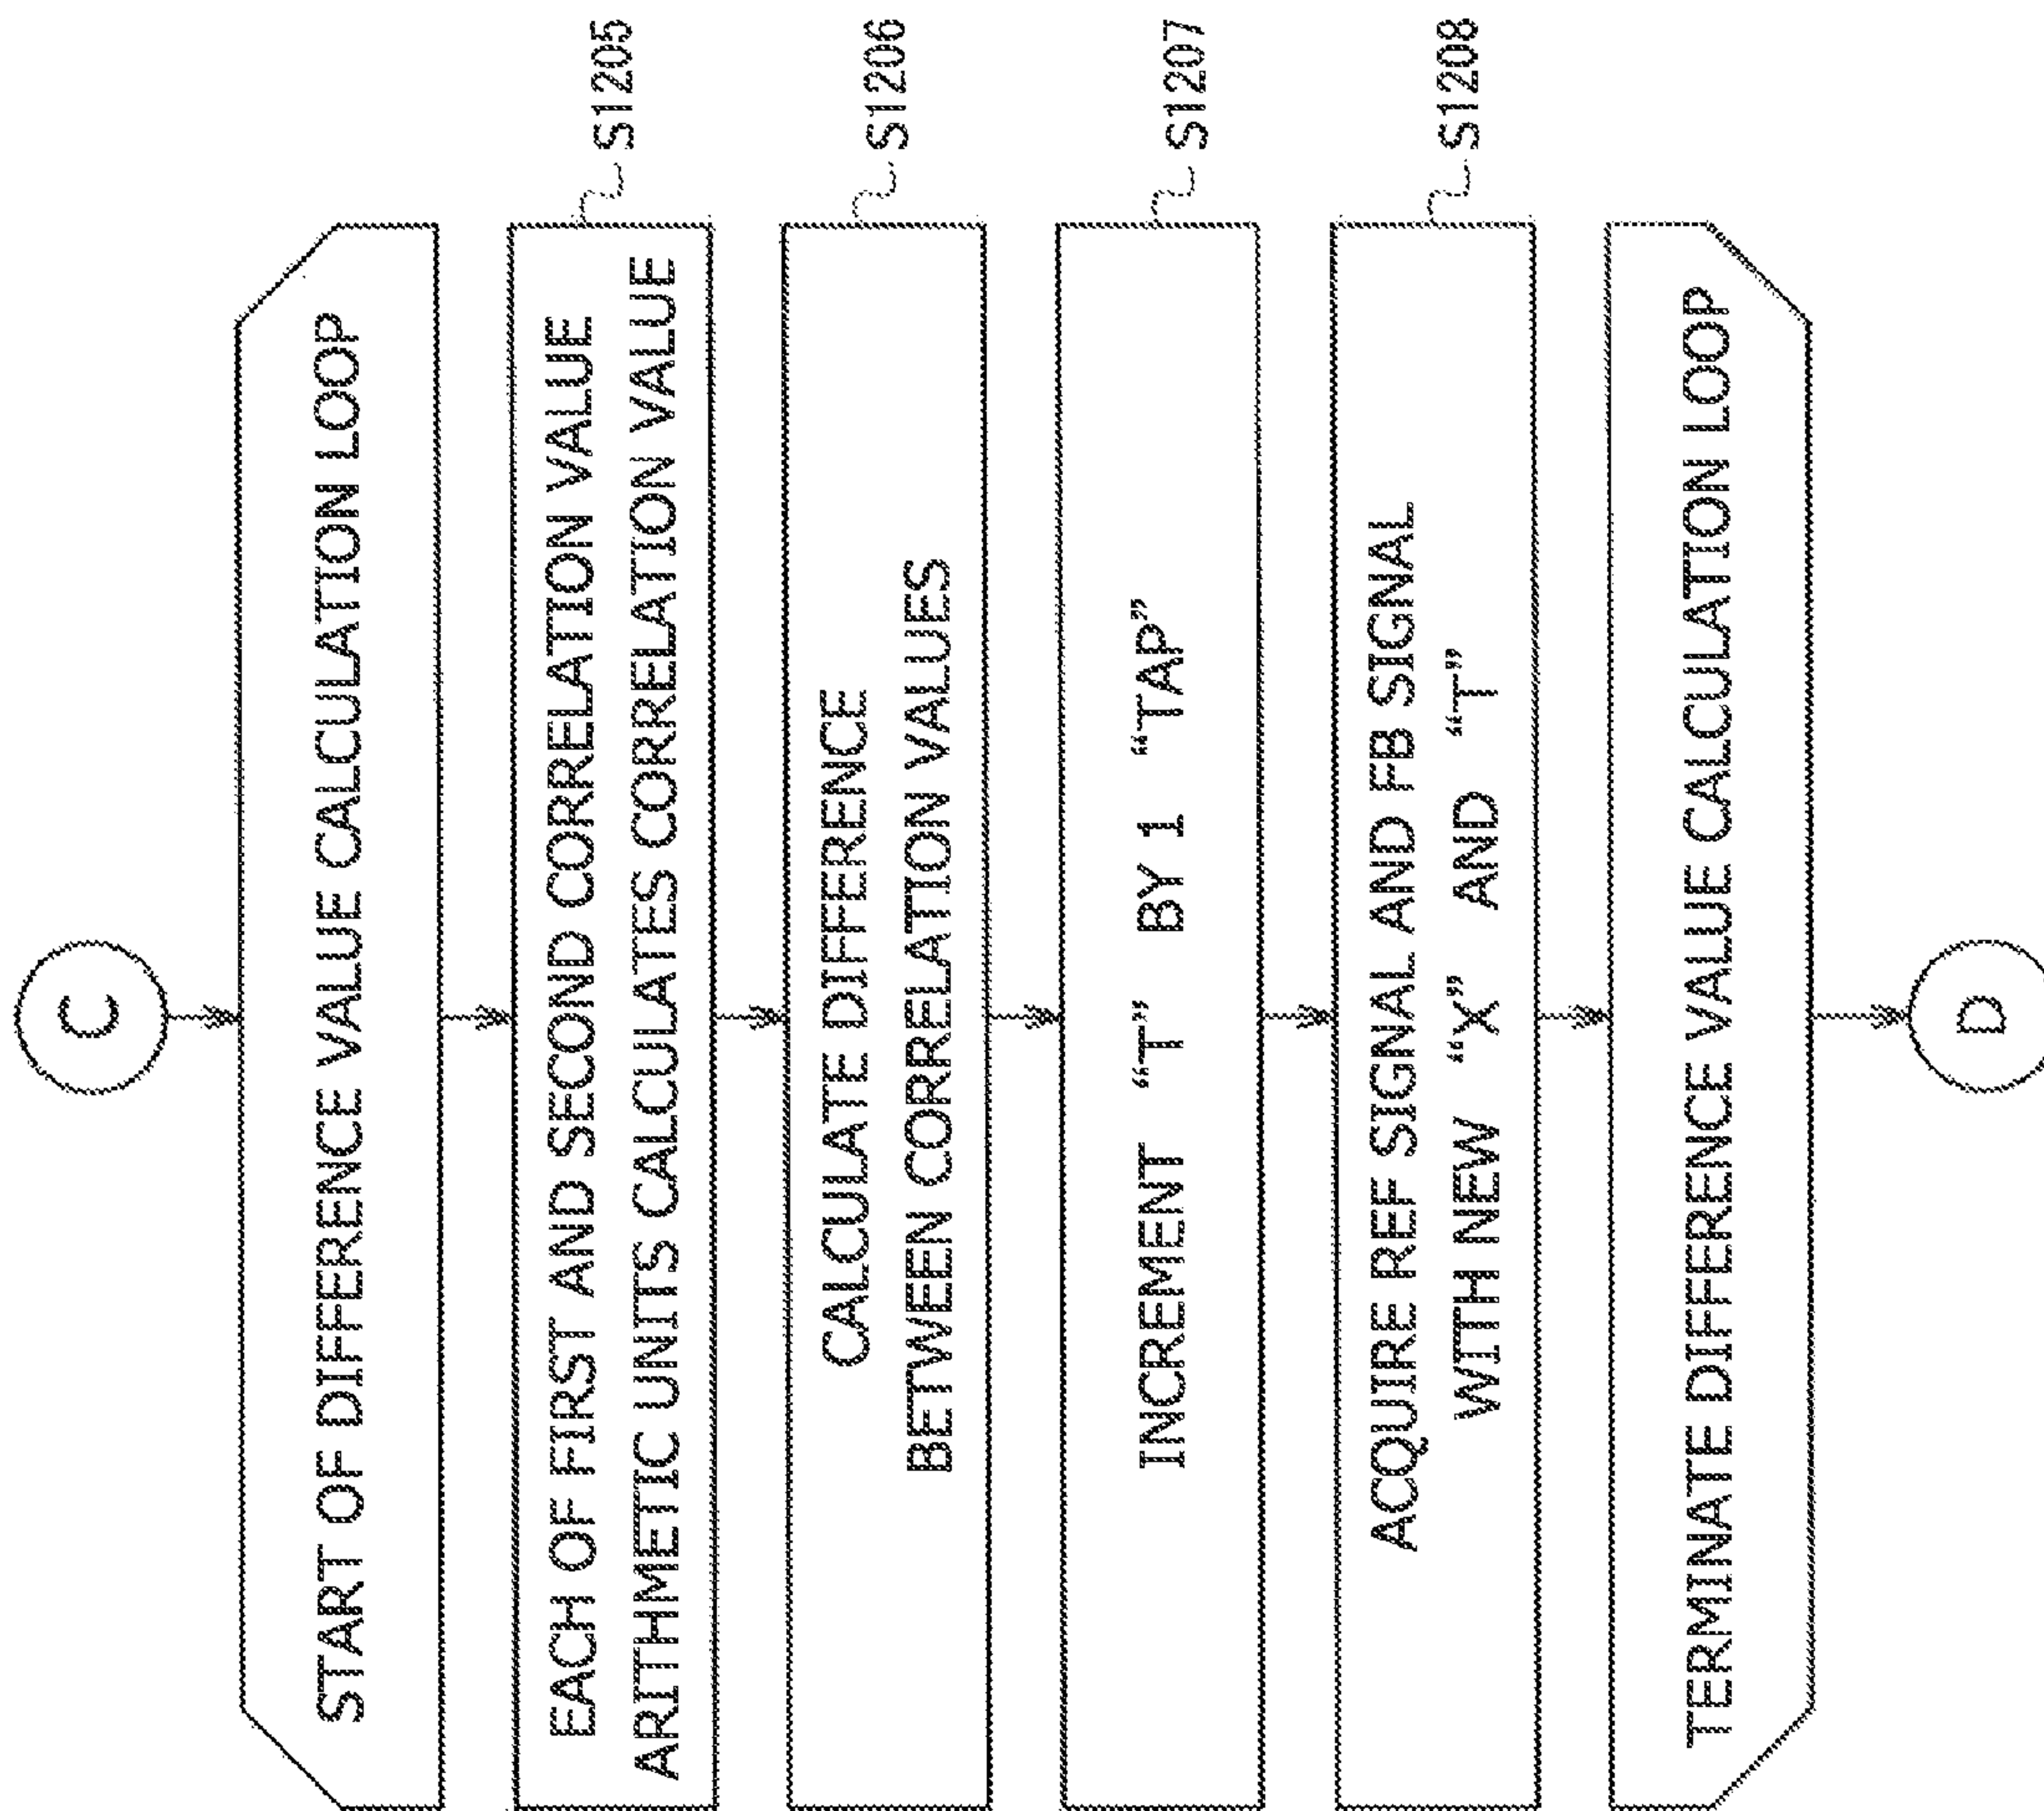 C
START OF DIFFERENCE VALUE CALCULATION LOOP
EACH OF FIRST AND SECOND CORRELATION VALUE
ARITHMETIC UNITS CALCULATES CORRELATION VALUE
S1205
CALCULATE DIFFERENCE
BETWEEN CORRELATION VALUES
S1206
INCREMENT “T” BY 1 “TAP”
S1207
ACQUIRE REF SIGNAL AND FB SIGNAL
WITH NEW “X” AND “T”
S1208
TERMINATE DIFFERENCE VALUE CALCULATION LOOP
D